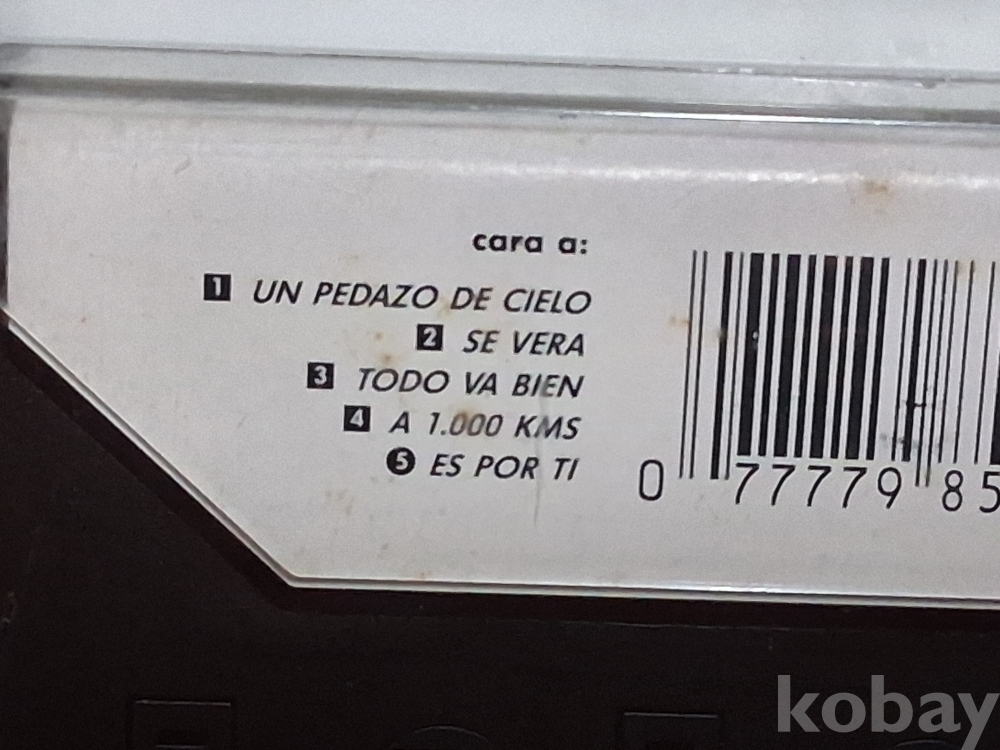 cara a:
1 UN PEDAZO DE CIELO
2 SE VERA
3 TODO VA BIEN
4 A 1.000 KMS
5 ES POR TI
0 77779 85
kobay